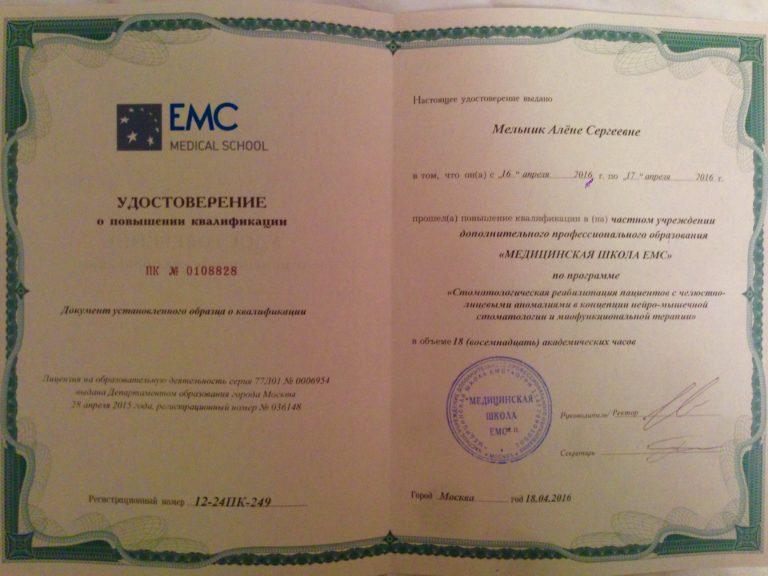 EMC
MEDICAL SCHOOL
УДОСТОВЕРЕНИЕ
о повышении квалификации
ПК № 0108828
Документ установленного образца о квалификации
Лицензия на образовательную деятельность серия 77Л01 № 0006954
выдана Департаментом образования города Москвы
28 апреля 2015 года, регистрационный номер № 036148
Регистрационный номер 12-24ПК-249
Настоящее удостоверение выдано
Мельник Алёне Сергеевне
в том, что он(а) с „16“ апреля 2016 г. по „17“ апреля 2016 г.
прошел(а) повышение квалификации в (на) частном учреждении
дополнительного профессионального образования
«МЕДИЦИНСКАЯ ШКОЛА ЕМС»
по программе
«Стоматологическая реабилитация пациентов с челюстно-
лицевыми аномалиями в концепции нейро-мышечной
стоматологии и миофункциональной терапии»
в объеме 18 (восемнадцать) академических часов
МЕДИЦИНСКАЯ
ШКОЛА
ЕМС
М.П.
МОСКВА
Руководитель/ Ректор
Секретарь
Город Москва год 18.04.2016